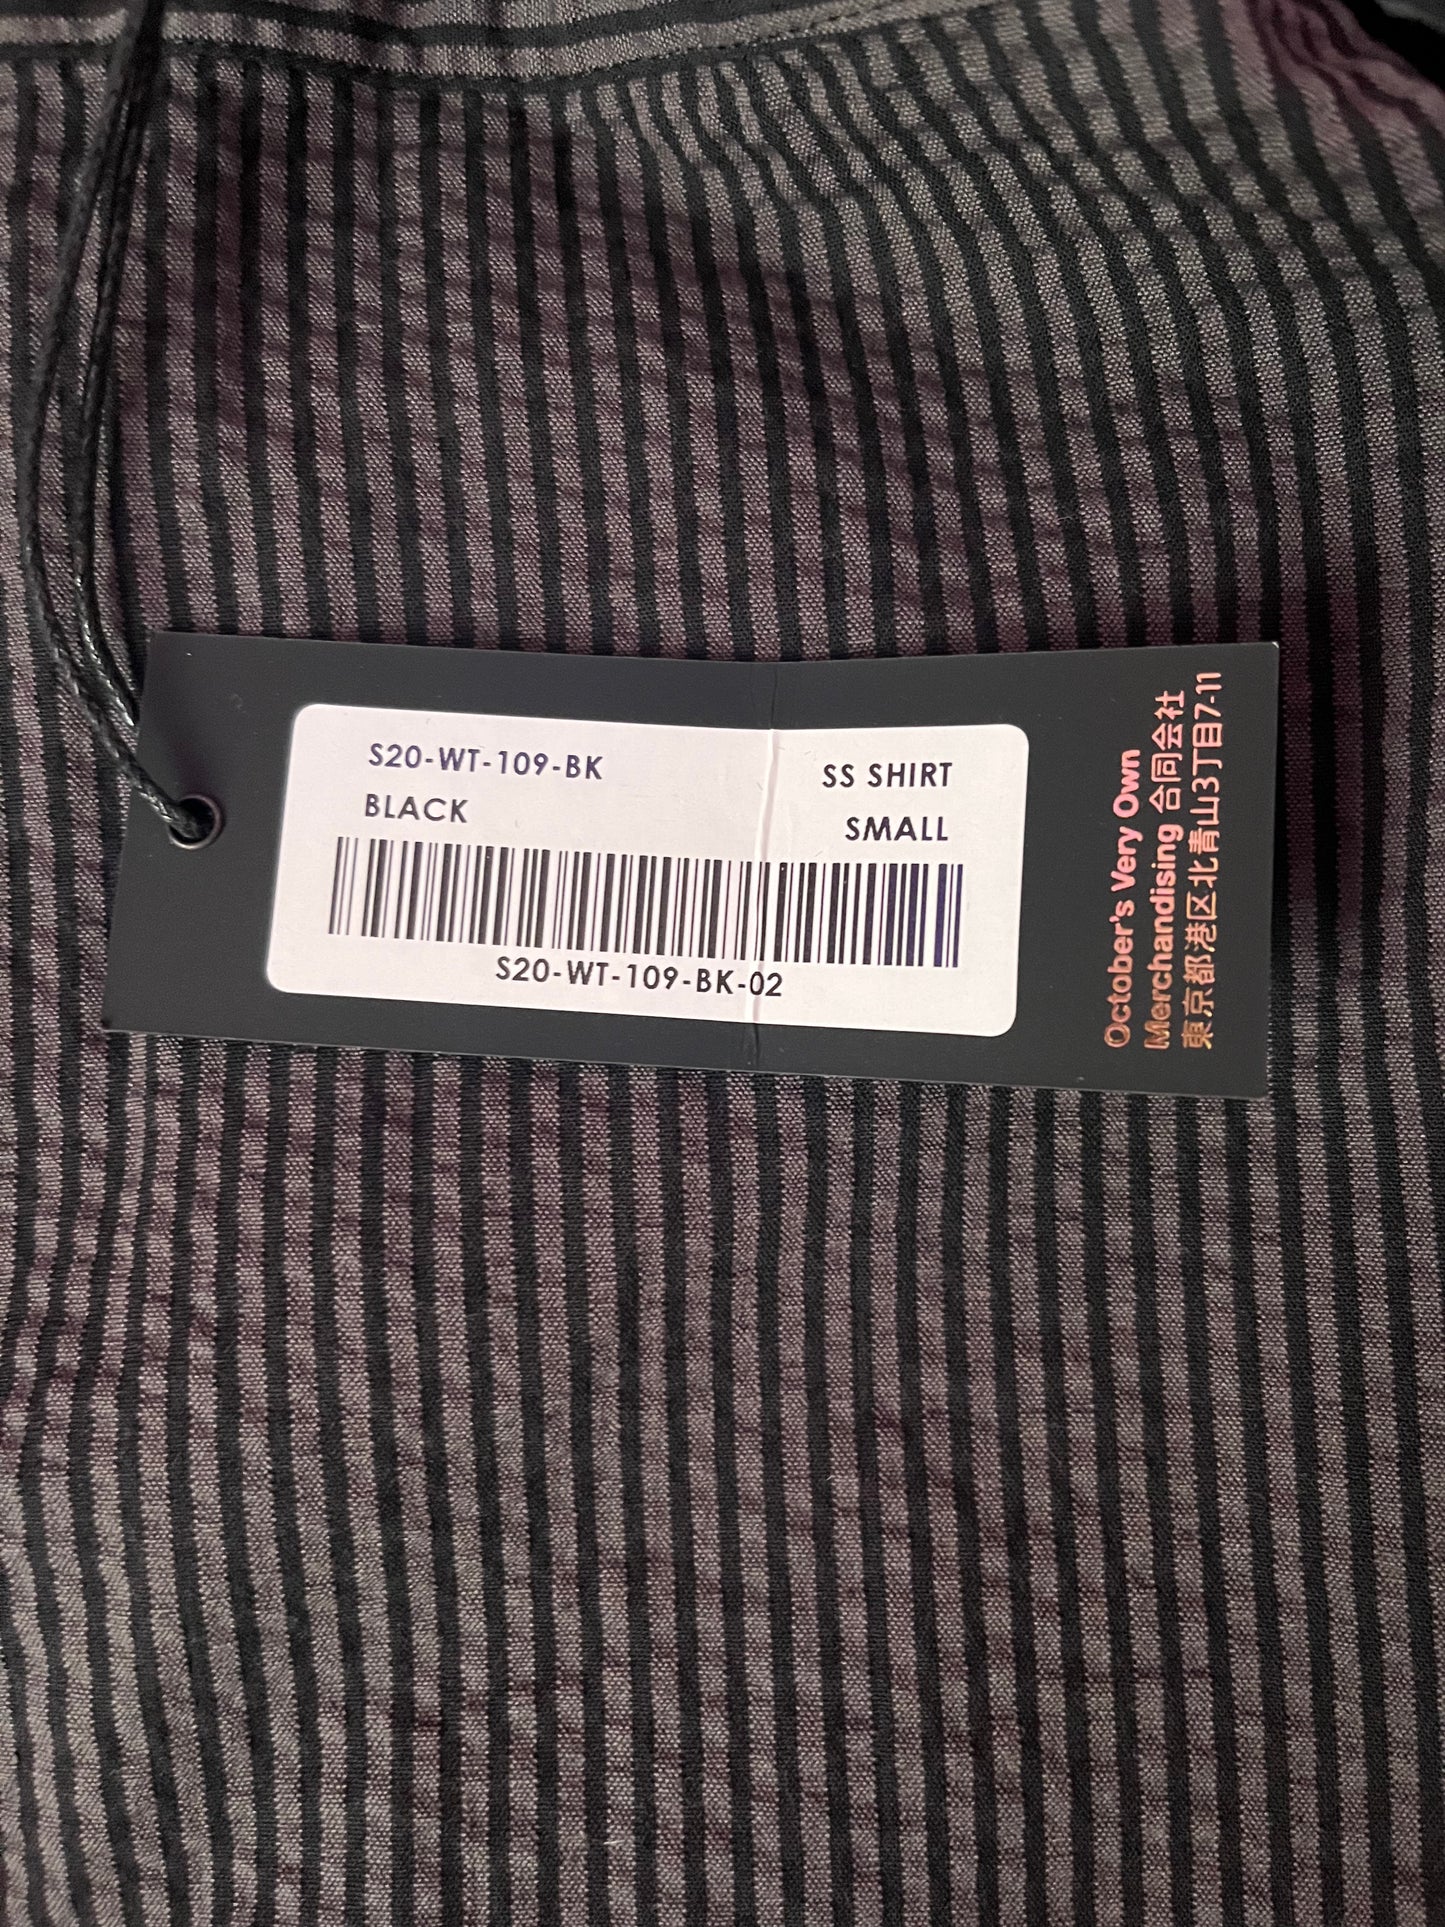 S20-WT-109-BK
SS SHIRT
BLACK
SMALL
S20-WT-109-BK-02
October's Very Own
Merchandising 合同会社
東京都港区北青山3丁目7-11